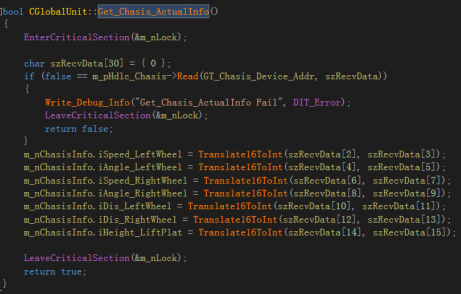 bool CGlobalUnit::Get_Chasis_ActualInfo()
{
EnterCriticalSection(&m_nLock);
char szRecvData[30] = { 0 };
if (false == m_pHdlc_Chasis->Read(GT_Chasis_Device_Addr, szRecvData))
{
Write_Debug_Info("Get_Chasis_ActualInfo Fail", DIT_Error);
LeaveCriticalSection(&m_nLock);
return false;
}
m_nChasisInfo.iSpeed_LeftWheel = Translate16ToInt(szRecvData[2], szRecvData[3]);
m_nChasisInfo.iAngle_LeftWheel = Translate16ToInt(szRecvData[4], szRecvData[5]);
m_nChasisInfo.iSpeed_RightWheel = Translate16ToInt(szRecvData[6], szRecvData[7]);
m_nChasisInfo.iAngle_RightWheel = Translate16ToInt(szRecvData[8], szRecvData[9]);
m_nChasisInfo.iDis_LeftWheel = Translate16ToInt(szRecvData[10], szRecvData[11]);
m_nChasisInfo.iDis_RightWheel = Translate16ToInt(szRecvData[12], szRecvData[13]);
m_nChasisInfo.iHeight_LiftPlat = Translate16ToInt(szRecvData[14], szRecvData[15]);
LeaveCriticalSection(&m_nLock);
return true;
}